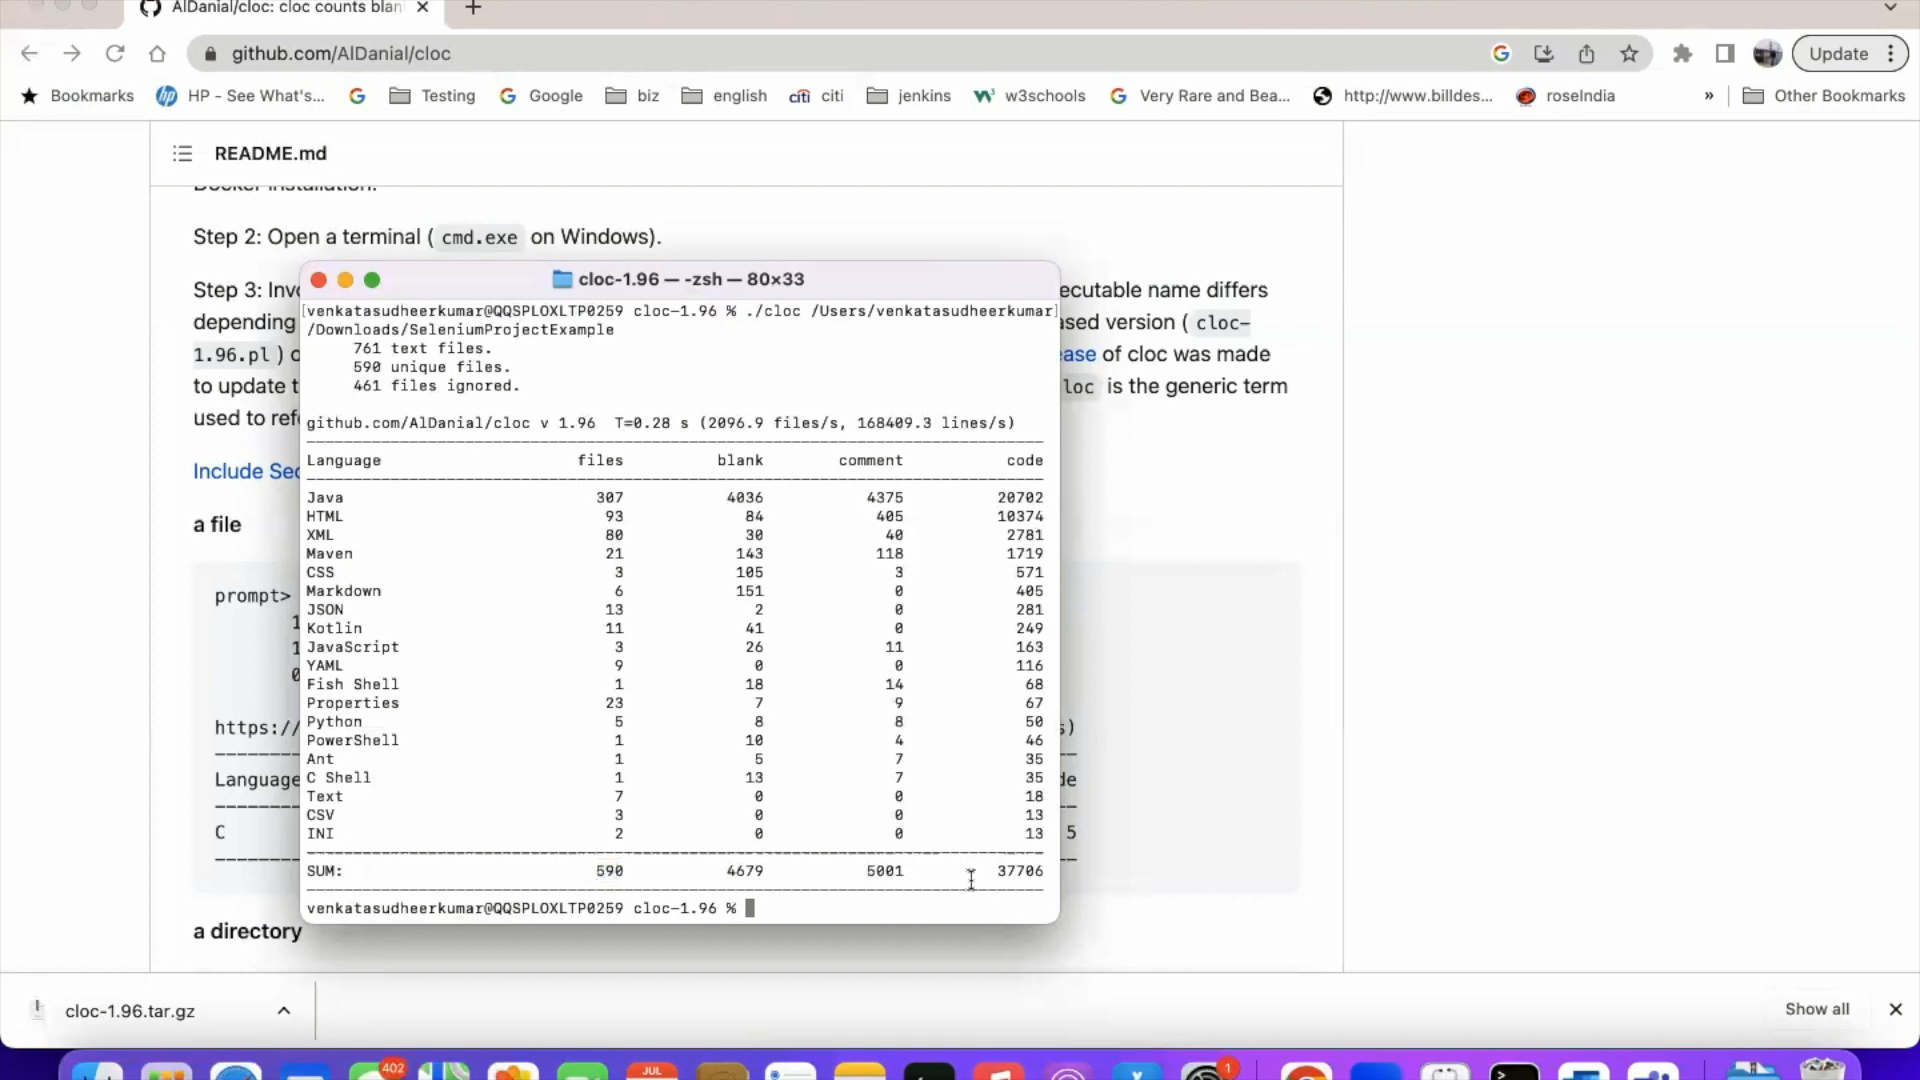 AlDanial/cloc: cloc counts blan
github.com/AlDanial/cloc
Update
Bookmarks
HP - See What's...
Testing
Google
biz
english
citi citi
jenkins
w3schools
Very Rare and Bea...
http://www.billdes...
roseIndia
»
Other Bookmarks
README.md
Docker installation.
Step 2: Open a terminal ( cmd.exe on Windows).
Step 3: Inv
ecutable name differs
depending
ased version ( cloc-
1.96.pl )
ease of cloc was made
to update t
loc is the generic term
used to ref
Include Sec
a file
prompt>
https://
s)
Language
de
C
5
a directory
cloc-1.96 — -zsh — 80×33
[venkatasudheerkumar@QQSPLOXLTP0259 cloc-1.96 % ./cloc /Users/venkatasudheerkumar]
/Downloads/SeleniumProjectExample
761 text files.
590 unique files.
461 files ignored.
github.com/AlDanial/cloc v 1.96 T=0.28 s (2096.9 files/s, 168409.3 lines/s)
Language files blank comment code
Java 307 4036 4375 20702
HTML 93 84 405 10374
XML 80 30 40 2781
Maven 21 143 118 1719
CSS 3 105 3 571
Markdown 6 151 0 405
JSON 13 2 0 281
Kotlin 11 41 0 249
JavaScript 3 26 11 163
YAML 9 0 0 116
Fish Shell 1 18 14 68
Properties 23 7 9 67
Python 5 8 8 50
PowerShell 1 10 4 46
Ant 1 5 7 35
C Shell 1 13 7 35
Text 7 0 0 18
CSV 3 0 0 13
INI 2 0 0 13
SUM: 590 4679 5001 37706
venkatasudheerkumar@QQSPLOXLTP0259 cloc-1.96 %
cloc-1.96.tar.gz
Show all
402
JUL
1